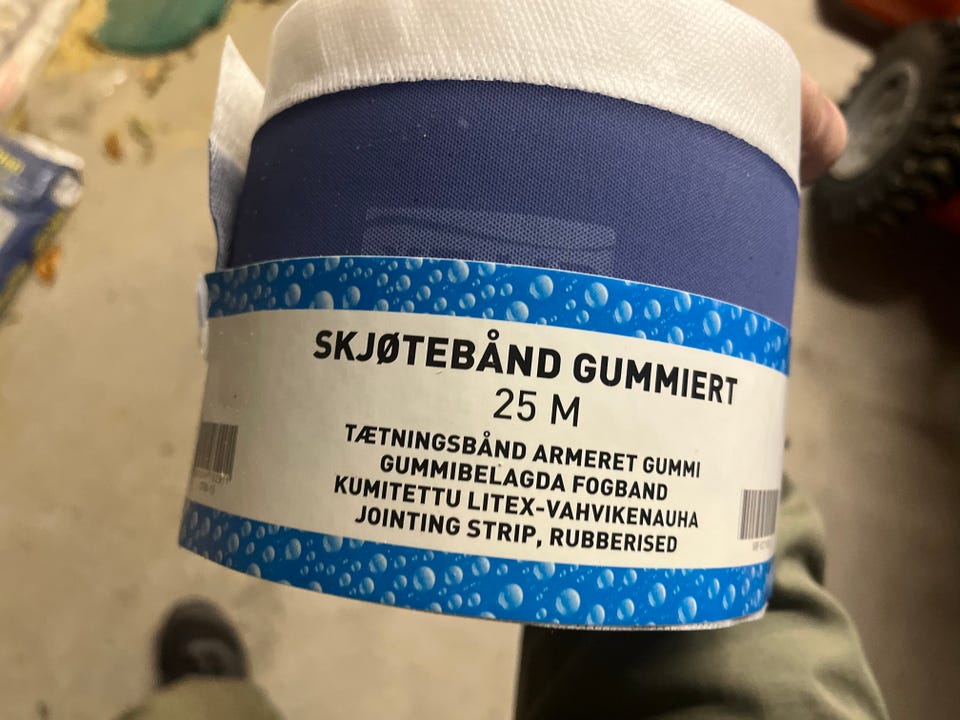 SKJØTEBÅND GUMMIERT
25 M
TÆTNINGSBÅND ARMERET GUMMI
GUMMIBELAGDA FOGBAND
KUMITETTU LITEX-VAHVIKENAUHA
JOINTING STRIP, RUBBERISED